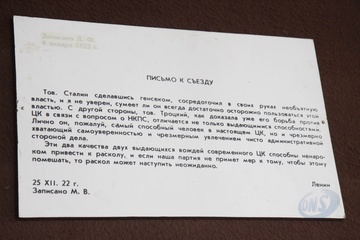 ПИСЬМО К СЪЕЗДУ
Тов. Сталин сделавшись генсеком, сосредоточил в своих руках необъятную
власть, и я не уверен, сумеет ли он всегда достаточно осторожно пользоваться этой
властью. С другой стороны, тов. Троцкий, как доказала уже его борьба против
ЦК в связи с вопросом о НКПС, отличается не только выдающимися способностями.
Лично он, пожалуй, самый способный человек в настоящем ЦК, но и чрезмерно
хватающий самоуверенностью и чрезмерным увлечением чисто административной
стороной дела.
Эти два качества двух выдающихся вождей современного ЦК способны ненаро-
ком привести к расколу, и если наша партия не примет мер к тому, чтобы этому
помешать, то раскол может наступить неожиданно.
25 XII. 22 г.
Ленин
Записано М. В.